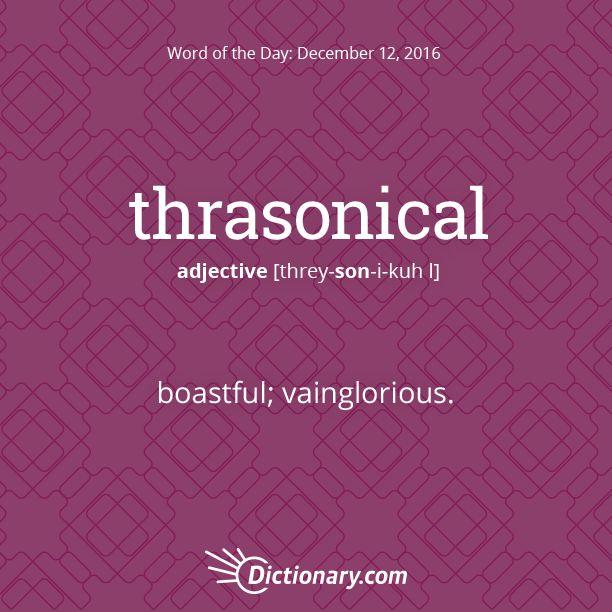 Word of the Day: December 12, 2016
thrasonical
adjective [threy-son-i-kuh l]
boastful; vainglorious.
Dictionary.com